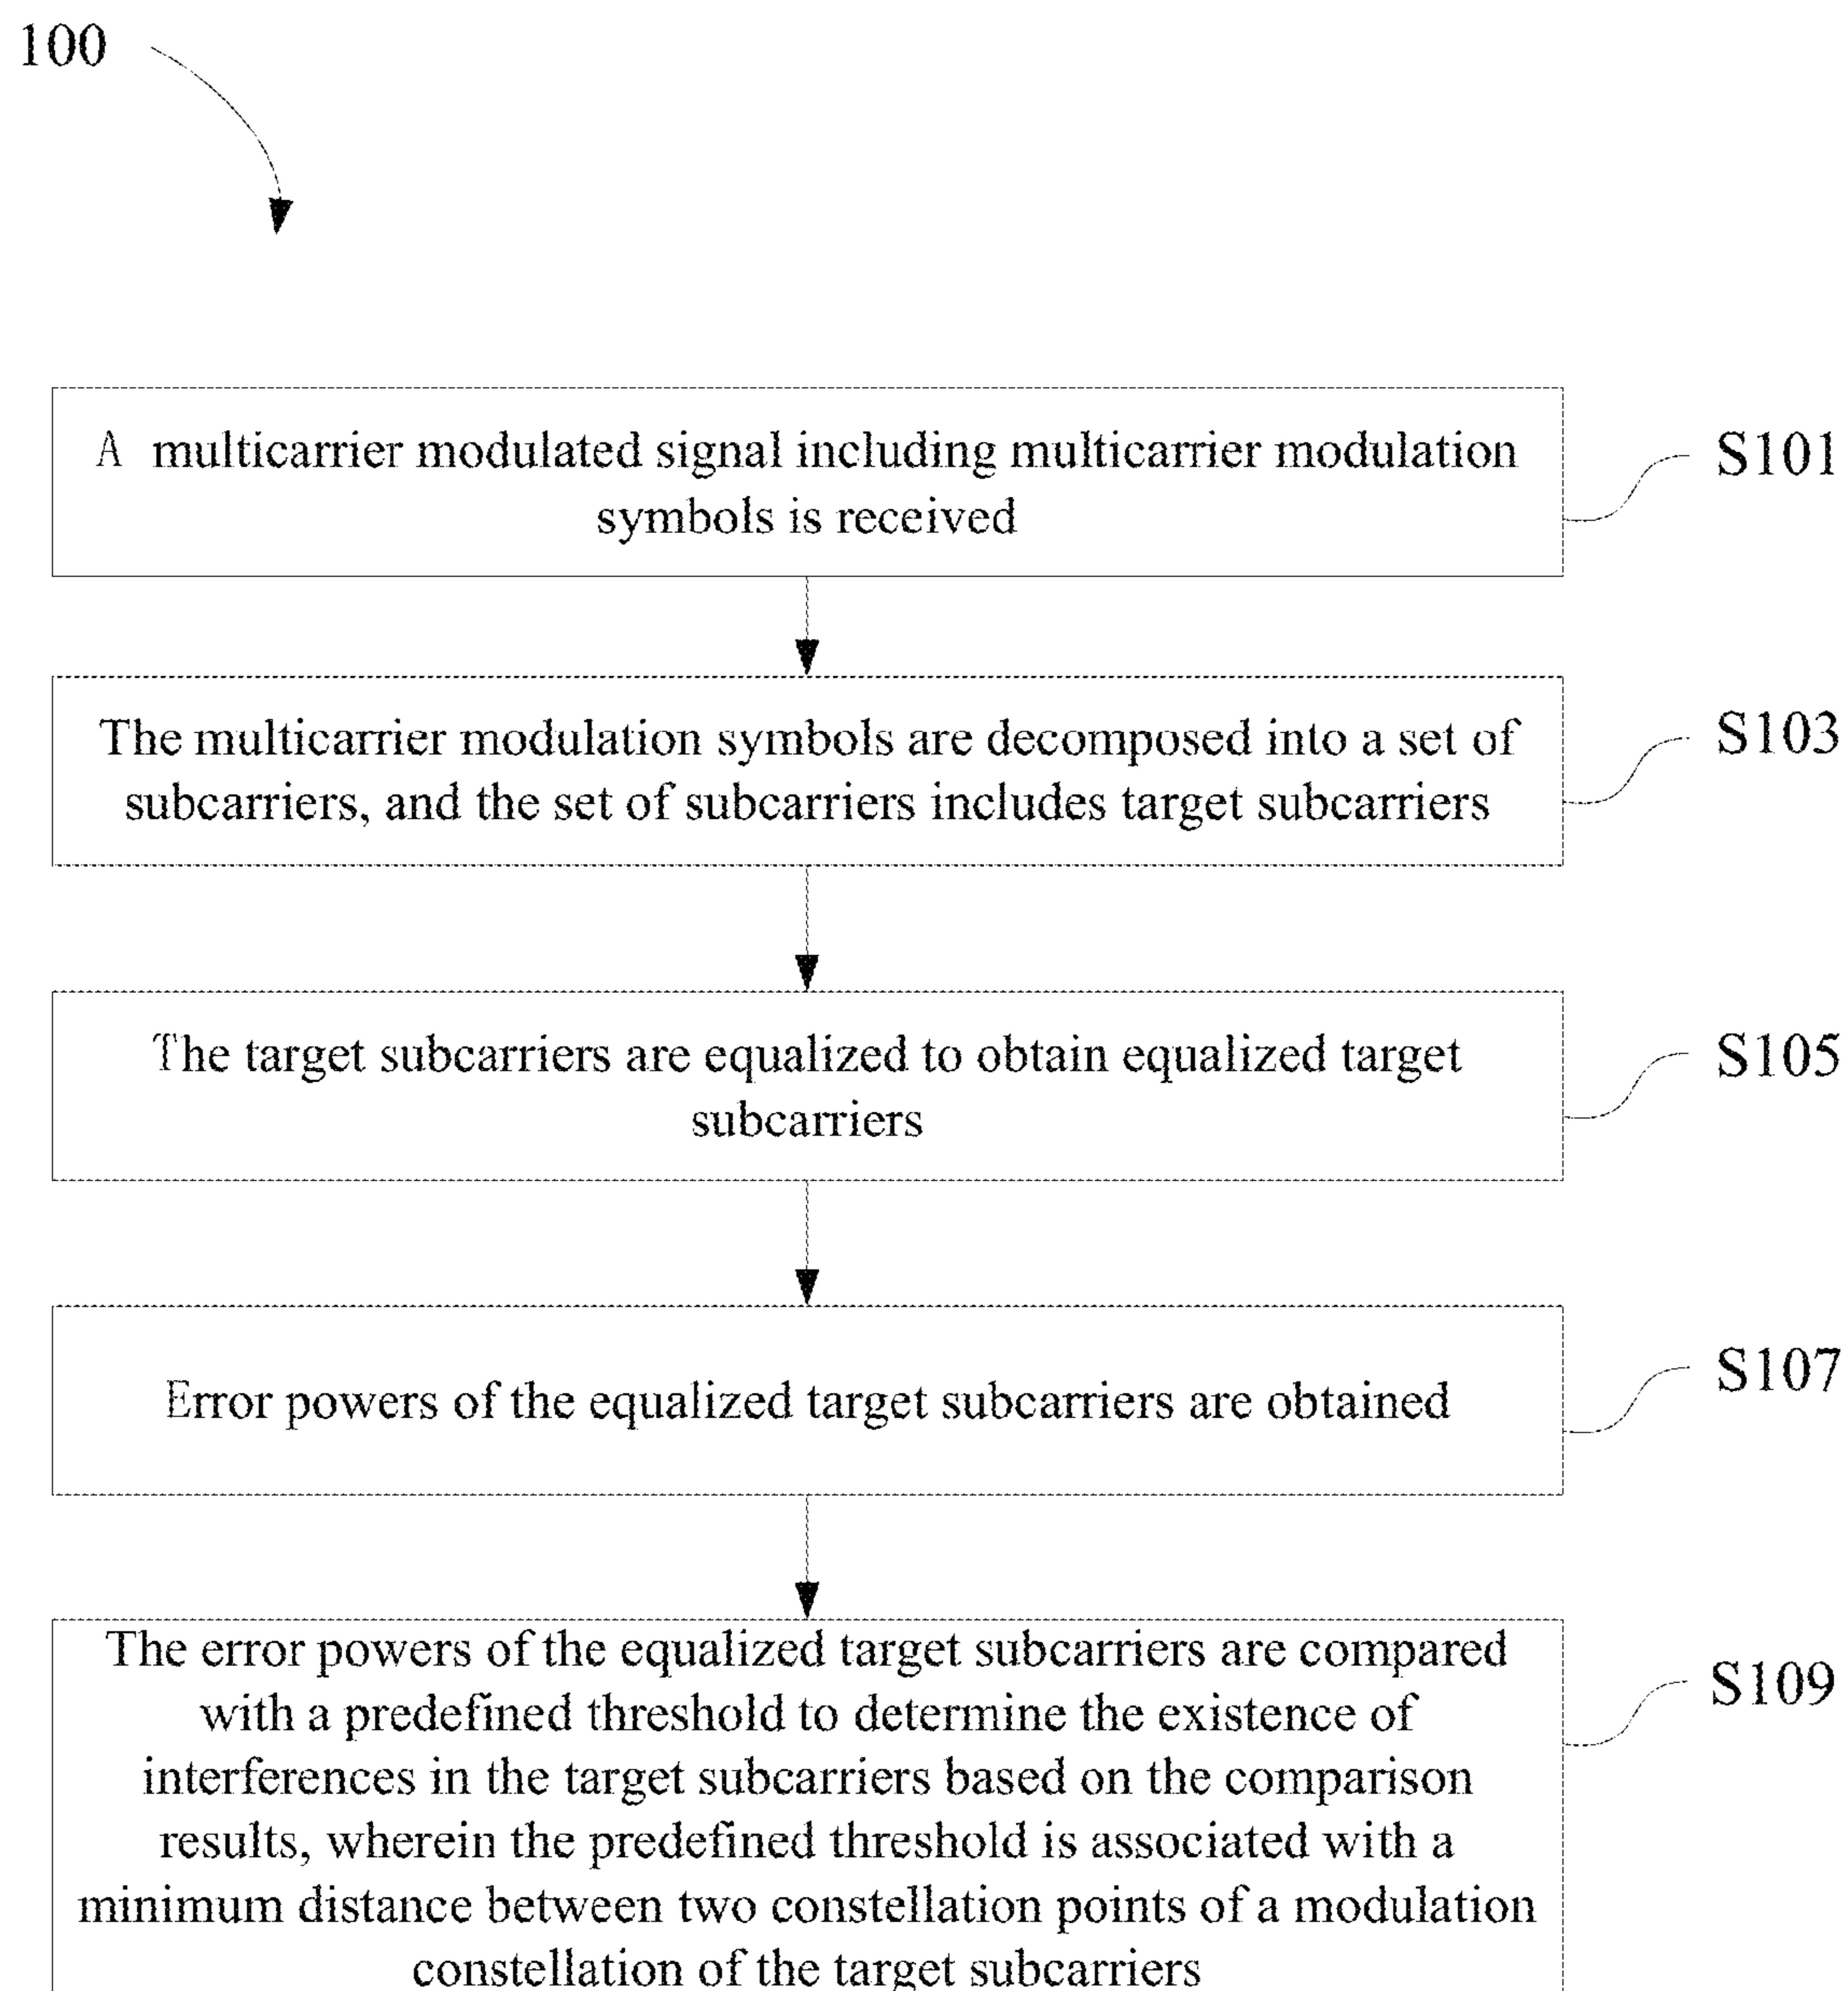 100
A multicarrier modulated signal including multicarrier modulation
symbols is received
S101
The multicarrier modulation symbols are decomposed into a set of
subcarriers, and the set of subcarriers includes target subcarriers
S103
The target subcarriers are equalized to obtain equalized target
subcarriers
S105
Error powers of the equalized target subcarriers are obtained
S107
The error powers of the equalized target subcarriers are compared
with a predefined threshold to determine the existence of
interferences in the target subcarriers based on the comparison
results, wherein the predefined threshold is associated with a
minimum distance between two constellation points of a modulation
constellation of the target subcarriers
S109